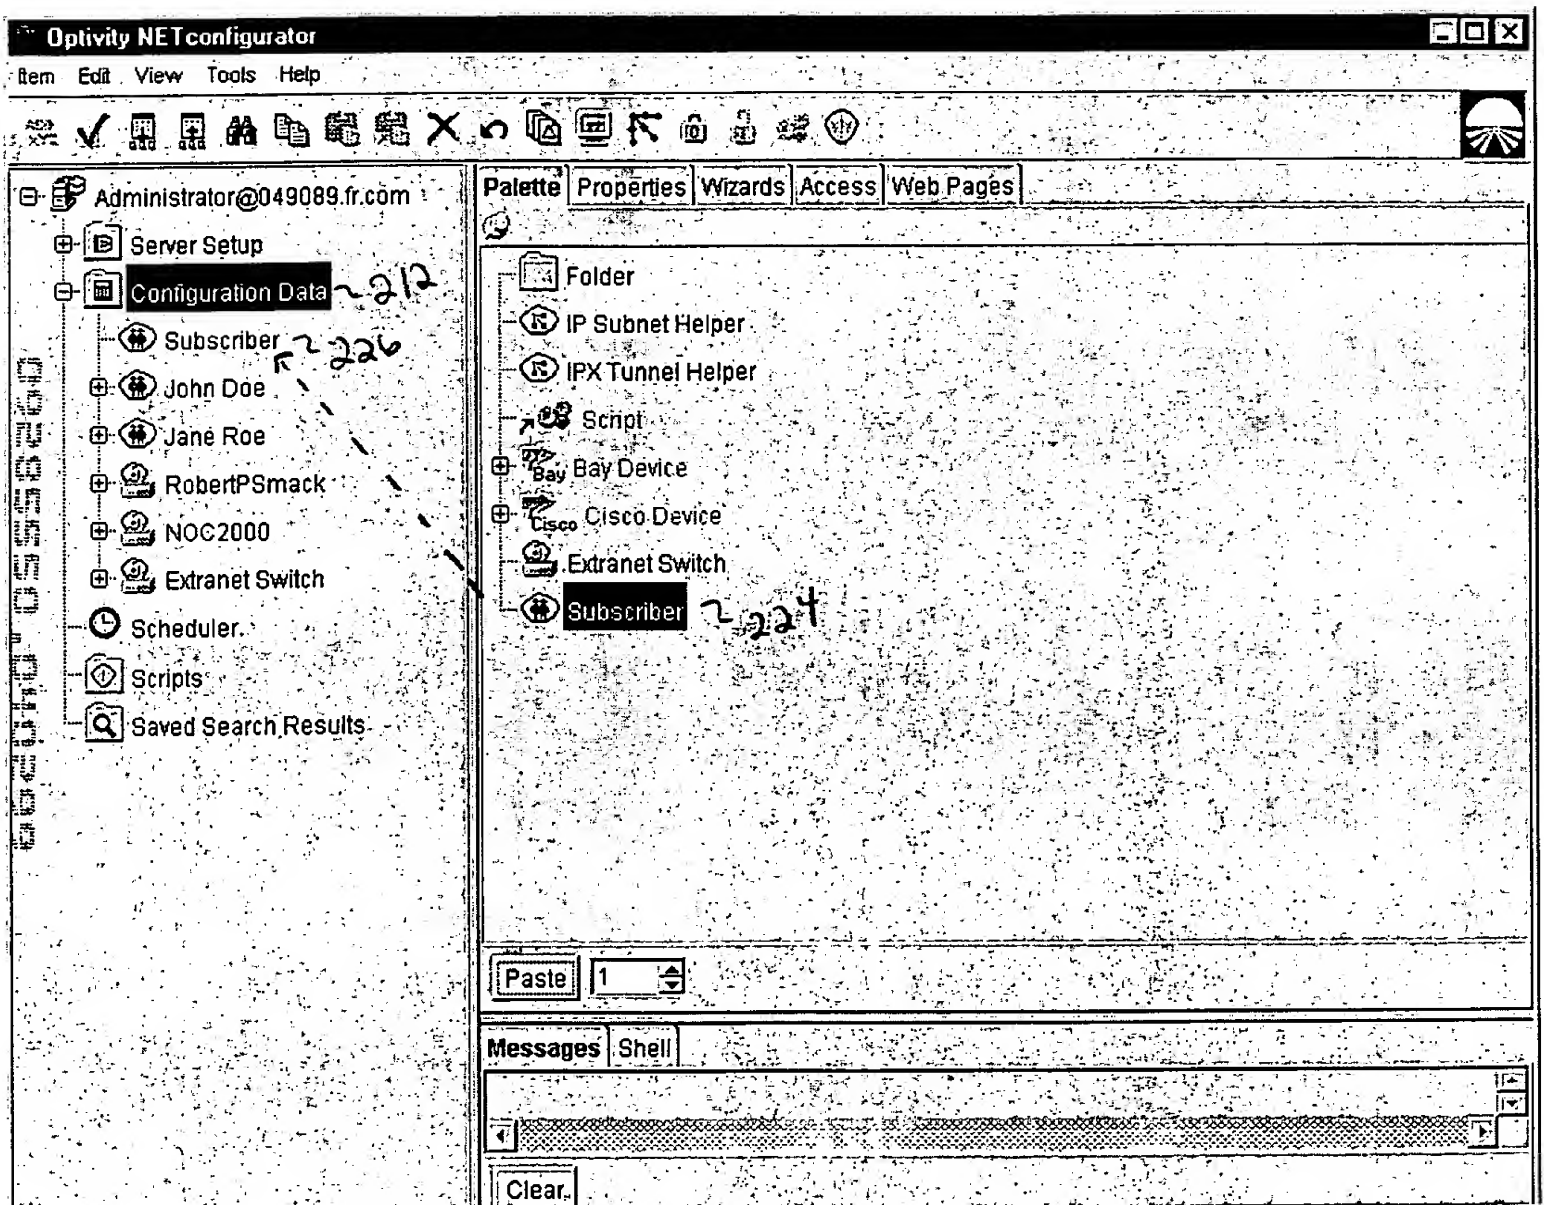 Optivity NETconfigurator
Item Edit View Tools Help
Administrator@049089.fr.com
Server Setup
Configuration Data ~212
Subscriber ~226
John Doe
Jane Roe
RobertPSmack
NOC2000
Extranet Switch
Scheduler
Scripts
Saved Search Results
Palette Properties Wizards Access Web Pages
Folder
IP Subnet Helper
IPX Tunnel Helper
Script
Bay Bay Device
Cisco Cisco Device
Extranet Switch
Subscriber ~224
Paste 1
Messages Shell
Clear